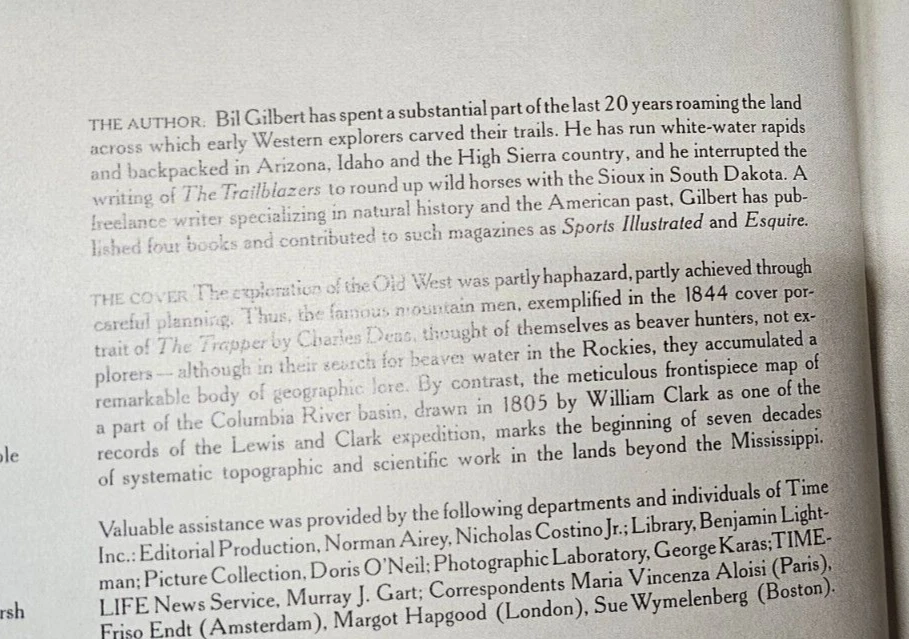 THE AUTHOR: Bil Gilbert has spent a substantial part of the last 20 years roaming the land
across which early Western explorers carved their trails. He has run white-water rapids
and backpacked in Arizona, Idaho and the High Sierra country, and he interrupted the
writing of The Trailblazers to round up wild horses with the Sioux in South Dakota. A
freelance writer specializing in natural history and the American past, Gilbert has pub-
lished four books and contributed to such magazines as Sports Illustrated and Esquire.
THE COVER The exploration of the Old West was partly haphazard, partly achieved through
careful planning. Thus, the famous mountain men, exemplified in the 1844 cover por-
trait of The Trapper by Charles Deas, thought of themselves as beaver hunters, not ex-
plorers — although in their search for beaver water in the Rockies, they accumulated a
remarkable body of geographic lore. By contrast, the meticulous frontispiece map of
a part of the Columbia River basin, drawn in 1805 by William Clark as one of the
records of the Lewis and Clark expedition, marks the beginning of seven decades
of systematic topographic and scientific work in the lands beyond the Mississippi.
ole
Valuable assistance was provided by the following departments and individuals of Time
Inc.: Editorial Production, Norman Airey, Nicholas Costino Jr.; Library, Benjamin Light-
man; Picture Collection, Doris O'Neil; Photographic Laboratory, George Karas; TIME-
LIFE News Service, Murray J. Gart; Correspondents Maria Vincenza Aloisi (Paris),
rsh
Friso Endt (Amsterdam), Margot Hapgood (London), Sue Wymelenberg (Boston).